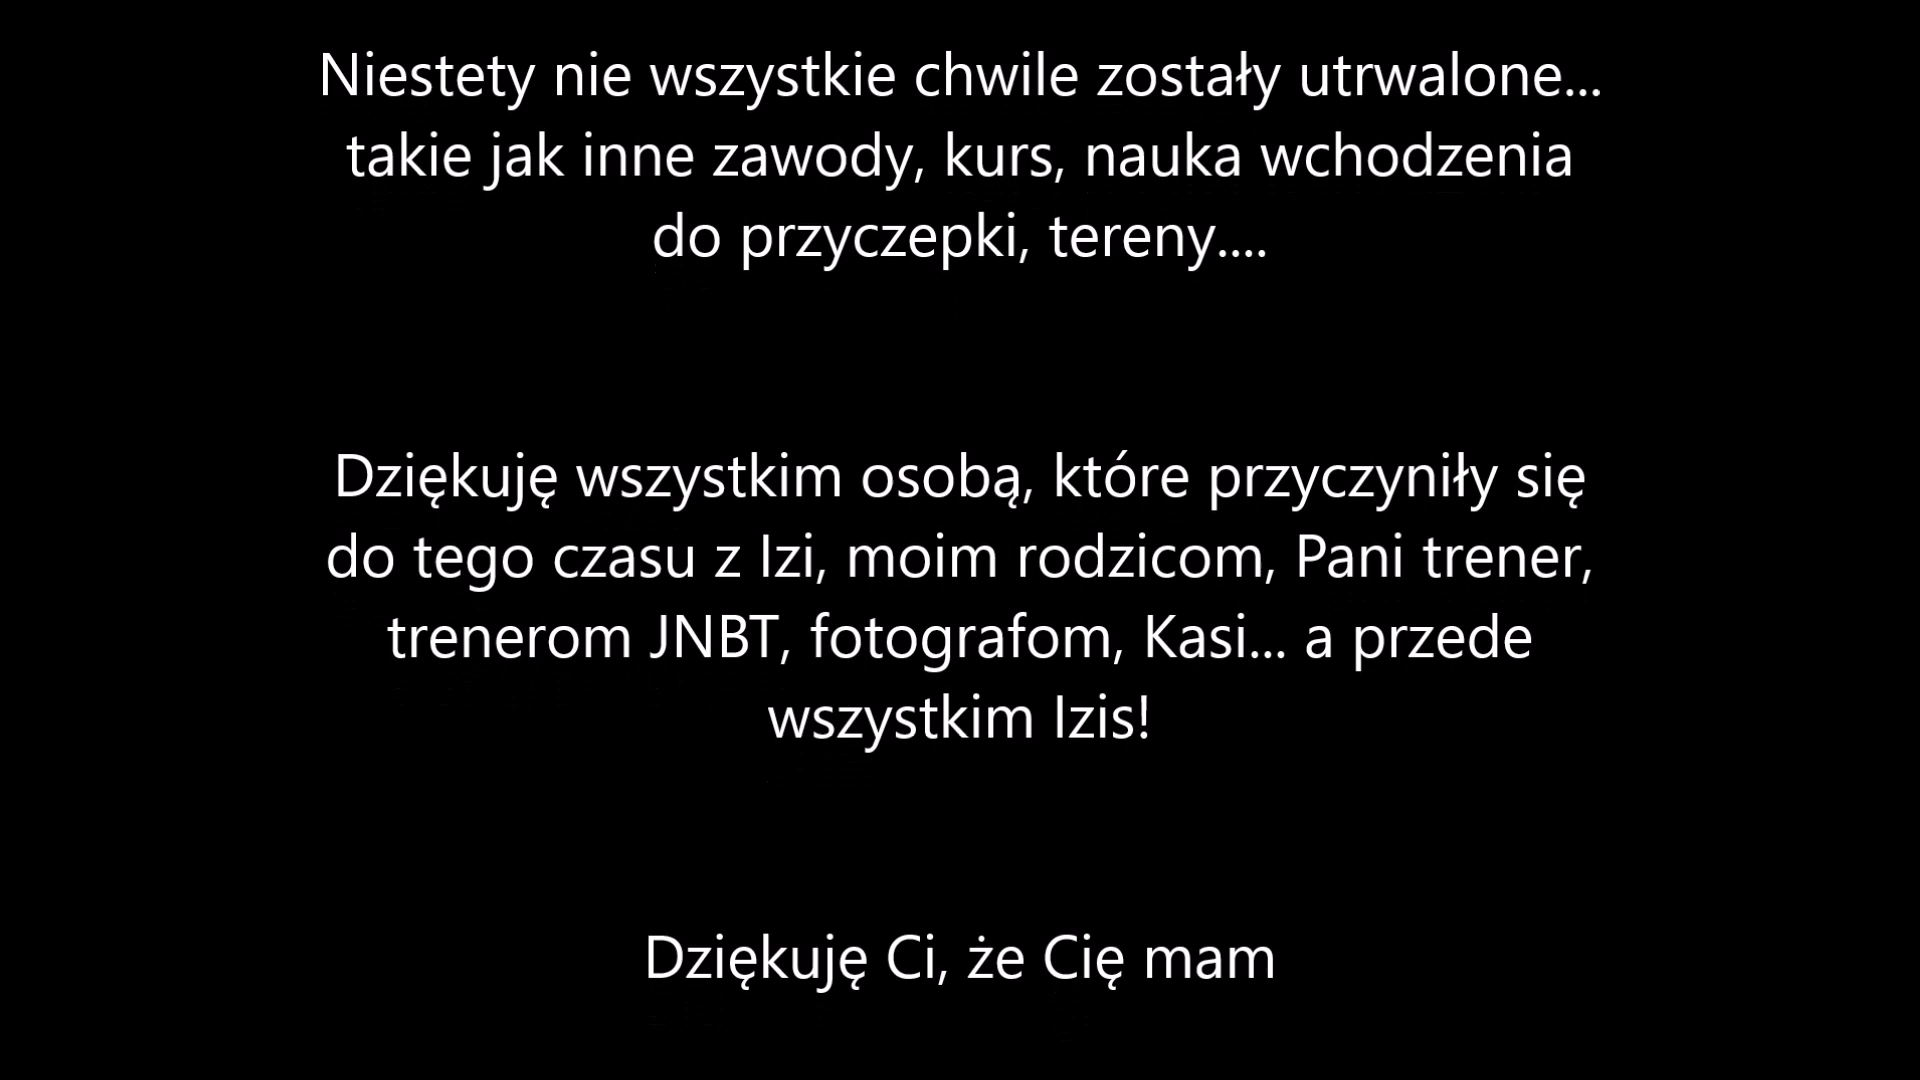 Niestety nie wszystkie chwile zostały utrwalone...
takie jak inne zawody, kurs, nauka wchodzenia
do przyczepki, tereny....
Dziękuję wszystkim osobą, które przyczyniły się
do tego czasu z Izi, moim rodzicom, Pani trener,
trenerom JNBT, fotografom, Kasi... a przede
wszystkim Izis!
Dziękuję Ci, że Cię mam